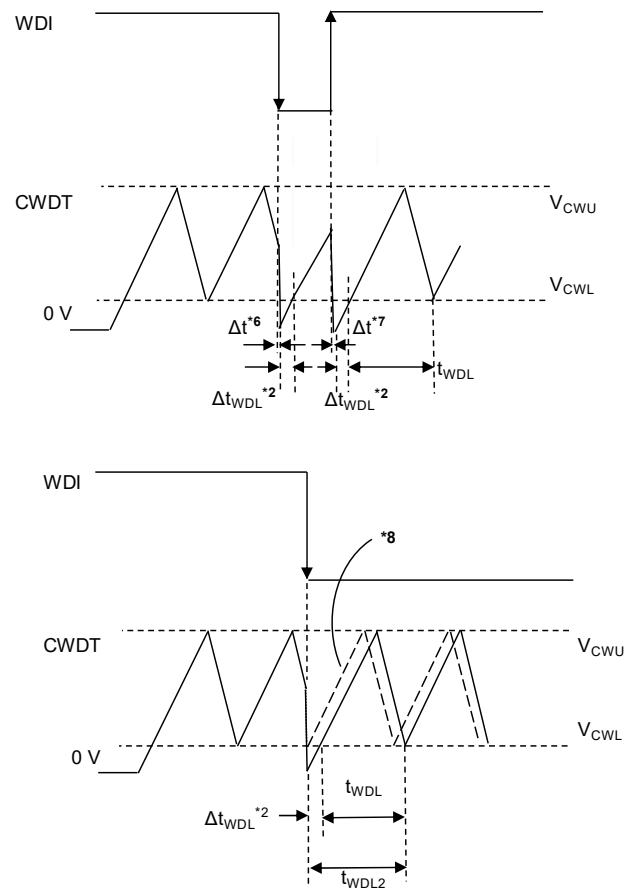 WDI
CWDT
V_CWU
V_CWL
0 V
Δt*6
Δt*7
t_WDL
Δt_WDL*2
Δt_WDL*2
WDI
*8
CWDT
V_CWU
V_CWL
0 V
t_WDL
Δt_WDL*2
t_WDL2